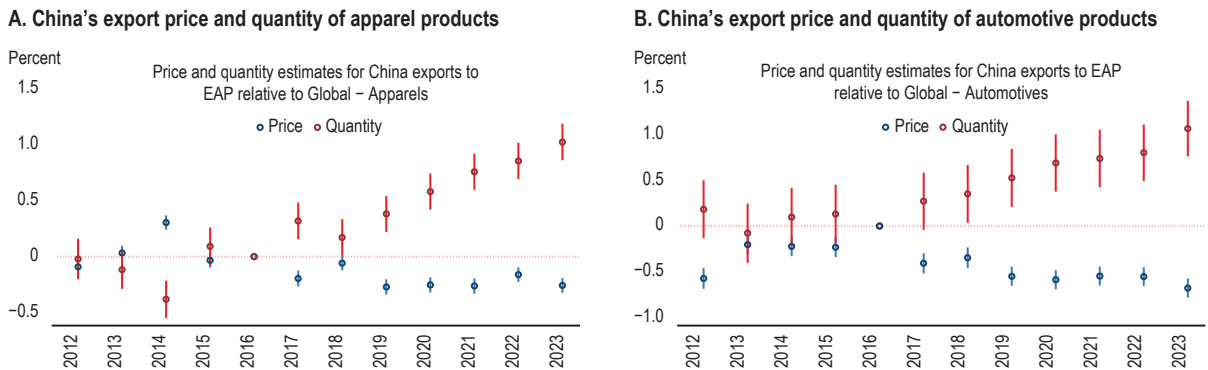 A. China’s export price and quantity of apparel products
Percent
Price and quantity estimates for China exports to
EAP relative to Global − Apparels
Price Quantity
1.5
1.0
0.5
0
−0.5
2012 2013 2014 2015 2016 2017 2018 2019 2020 2021 2022 2023
B. China’s export price and quantity of automotive products
Percent
Price and quantity estimates for China exports to EAP
relative to Global − Automotives
Price Quantity
1.5
1.0
0.5
0
−0.5
−1.0
2012 2013 2014 2015 2016 2017 2018 2019 2020 2021 2022 2023